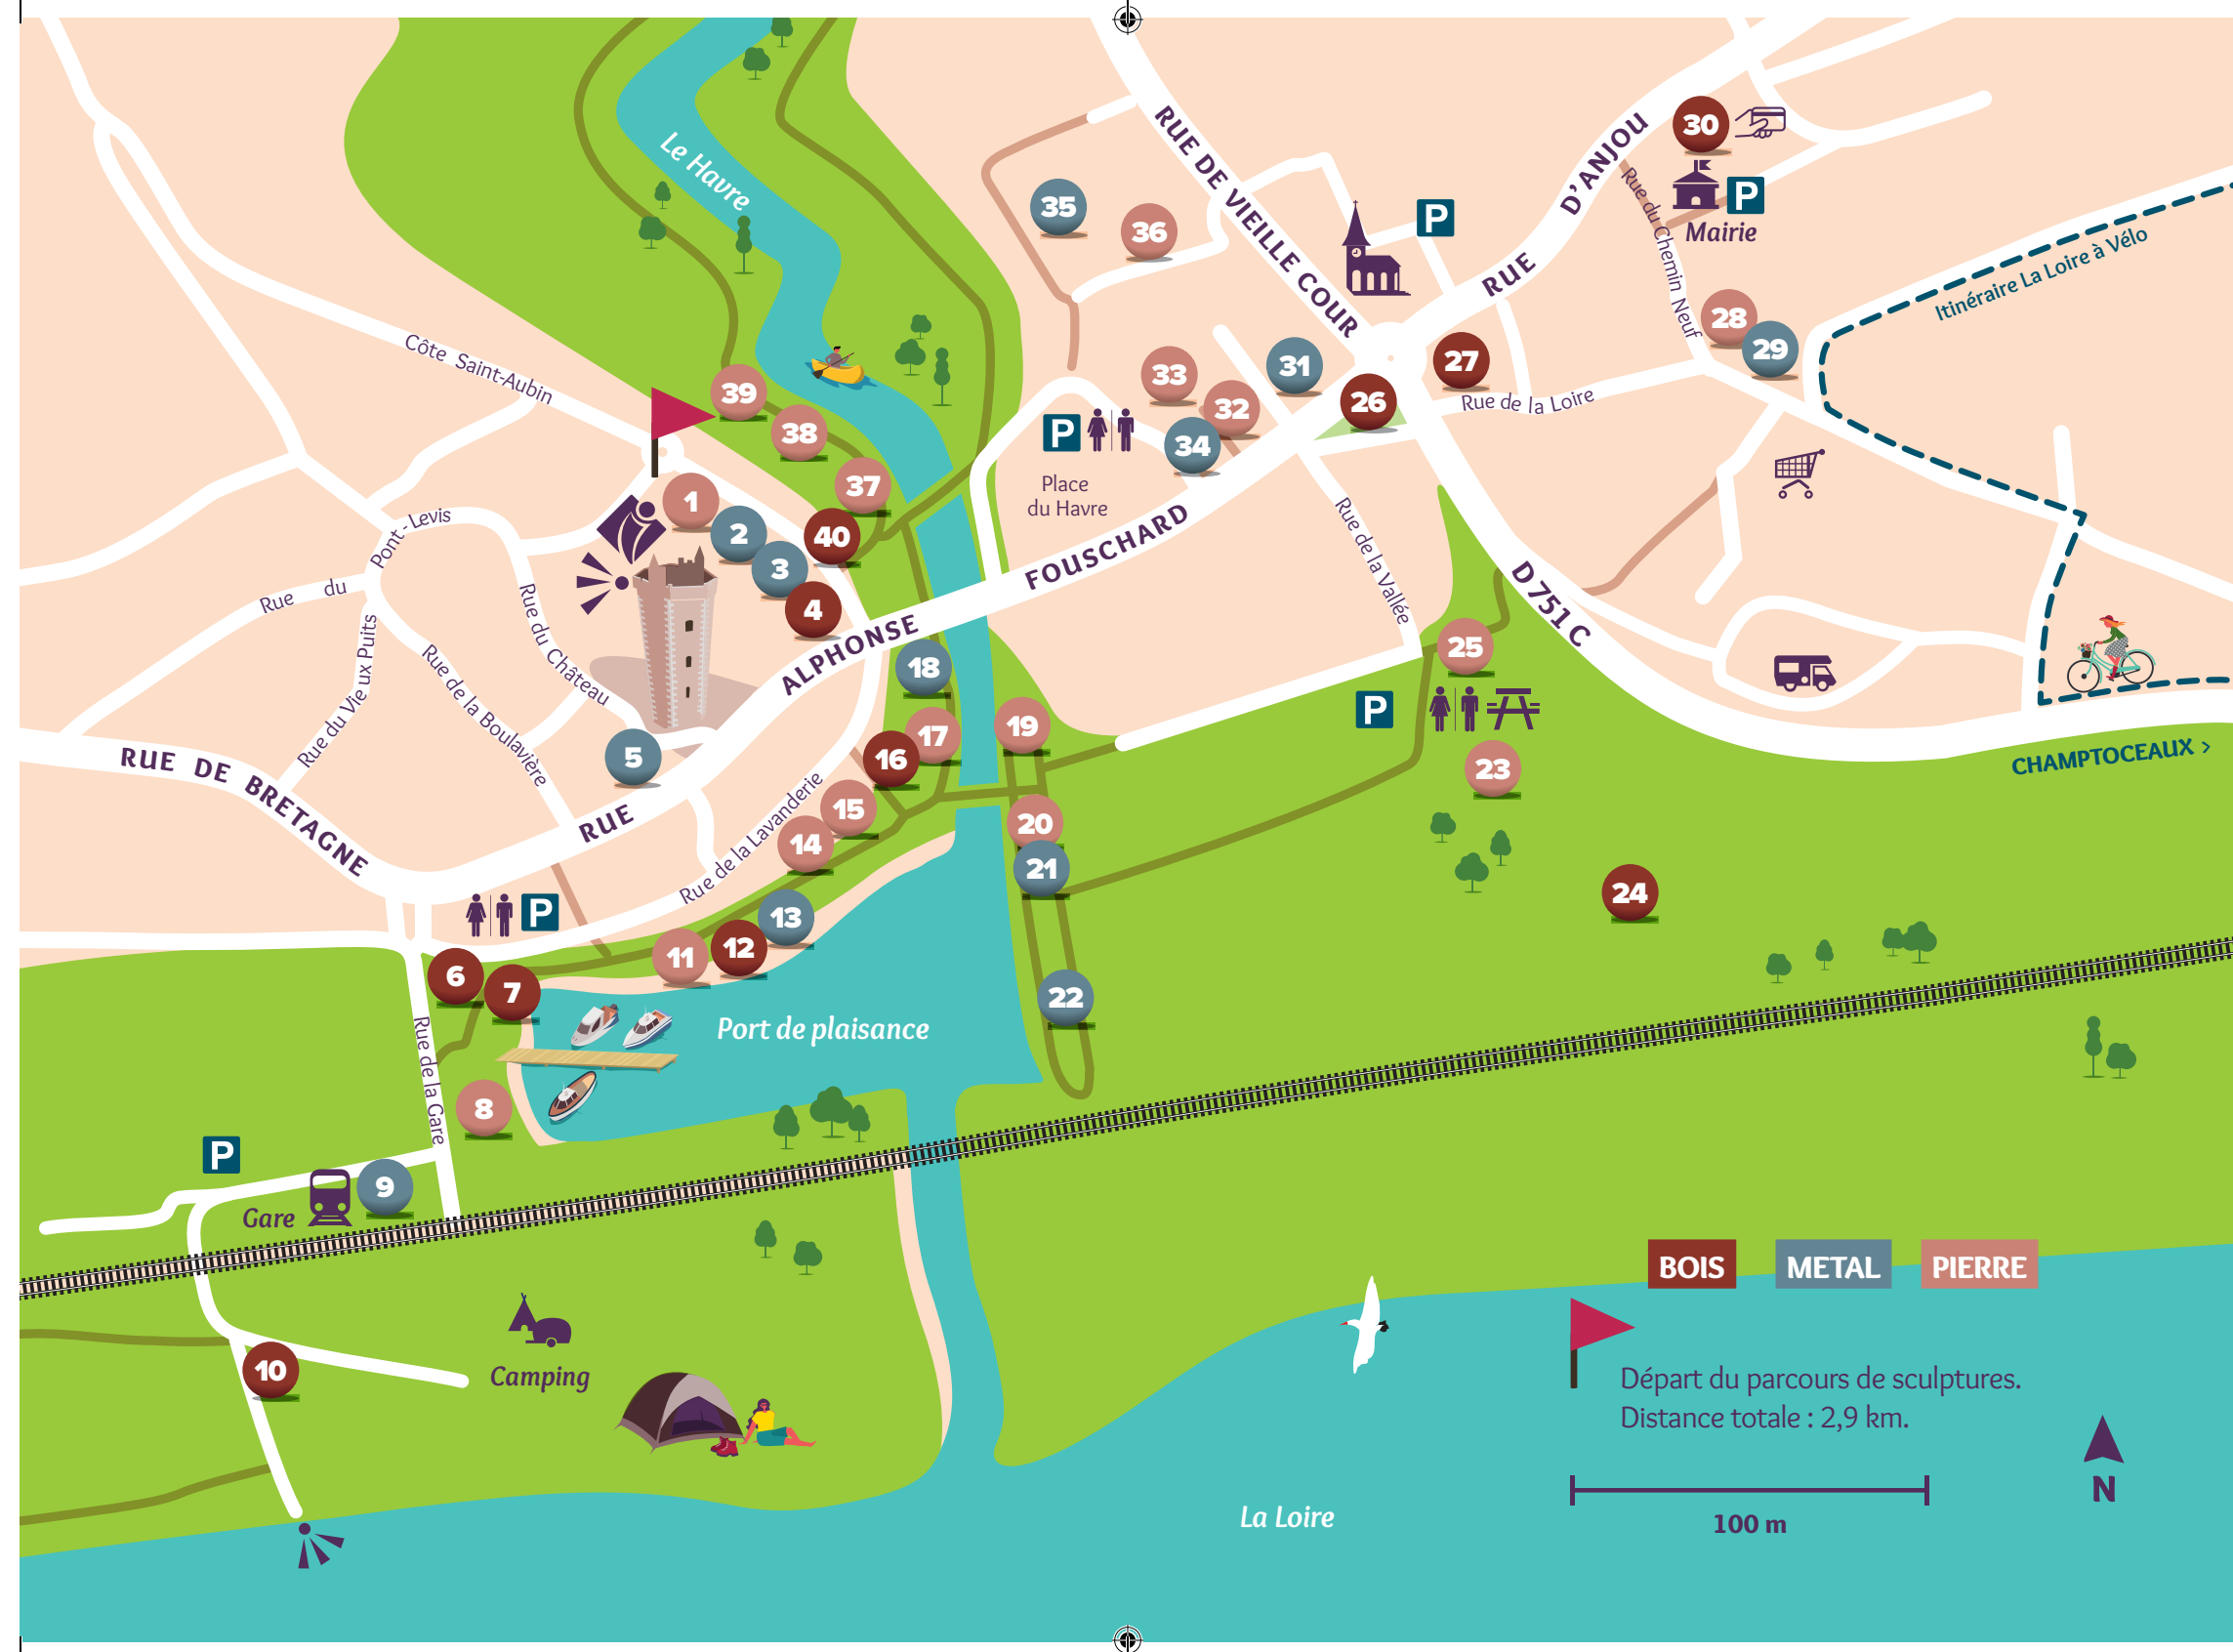 Le Havre
RUE DE VIEILLE COUR
RUE D'ANJOU
30
P
Mairie
Rue du Chemin Neuf
Itinéraire La Loire à Vélo
35
36
P
28
29
31
27
26
Rue de la Loire
33
32
34
P
Place
du Havre
Côte Saint-Aubin
39
38
37
1
2
3
40
4
Rue du Pont-Levis
Rue du Château
Rue du Vieux Puits
Rue de la Boulavière
RUE ALPHONSE FOUSCHARD
Rue de la Vallée
D751C
25
P
23
24
CHAMPTOCEAUX >
RUE DE BRETAGNE
5
18
17
19
16
15
14
20
21
22
Rue de la Lavanderie
P
13
12
11
6
7
Port de plaisance
Rue de la Gare
8
P
9
Gare
10
Camping
BOIS
METAL
PIERRE
Départ du parcours de sculptures.
Distance totale : 2,9 km.
La Loire
100 m
N